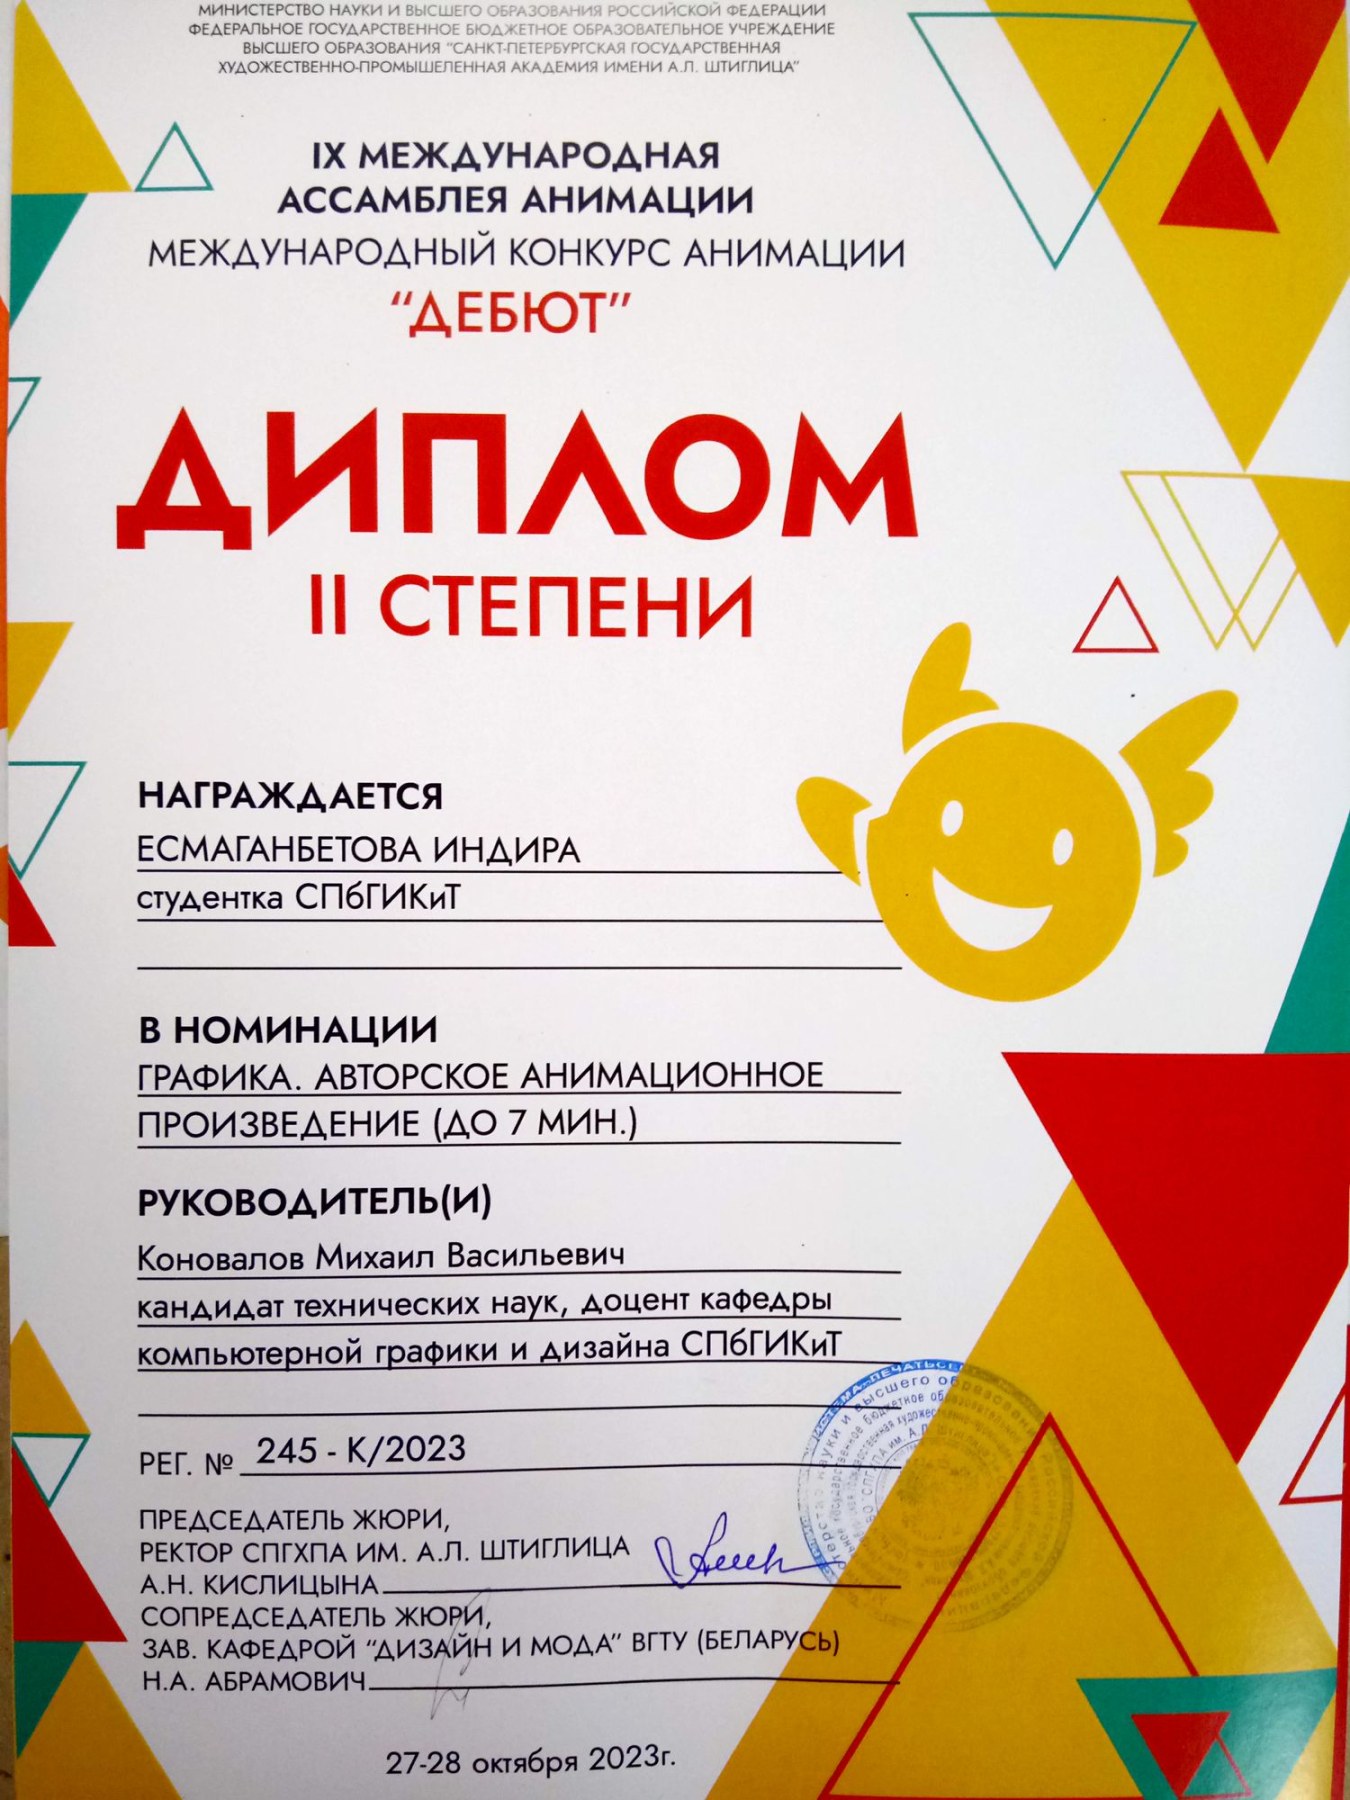 МИНИСТЕРСТВО НАУКИ И ВЫСШЕГО ОБРАЗОВАНИЯ РОССИЙСКОЙ ФЕДЕРАЦИИ
ФЕДЕРАЛЬНОЕ ГОСУДАРСТВЕННОЕ БЮДЖЕТНОЕ ОБРАЗОВАТЕЛЬНОЕ УЧРЕЖДЕНИЕ
ВЫСШЕГО ОБРАЗОВАНИЯ "САНКТ-ПЕТЕРБУРГСКАЯ ГОСУДАРСТВЕННАЯ
ХУДОЖЕСТВЕННО-ПРОМЫШЛЕННАЯ АКАДЕМИЯ ИМЕНИ А.Л. ШТИГЛИЦА"
IX МЕЖДУНАРОДНАЯ
АССАМБЛЕЯ АНИМАЦИИ
МЕЖДУНАРОДНЫЙ КОНКУРС АНИМАЦИИ
“ДЕБЮТ”
ДИПЛОМ
II СТЕПЕНИ
НАГРАЖДАЕТСЯ
ЕСМАГАНБЕТОВА ИНДИРА
студентка СПбГИКиТ
В НОМИНАЦИИ
ГРАФИКА. АВТОРСКОЕ АНИМАЦИОННОЕ
ПРОИЗВЕДЕНИЕ (ДО 7 МИН.)
РУКОВОДИТЕЛЬ(И)
Коновалов Михаил Васильевич
кандидат технических наук, доцент кафедры
компьютерной графики и дизайна СПбГИКиТ
РЕГ. № 245 - К/2023
ПРЕДСЕДАТЕЛЬ ЖЮРИ,
РЕКТОР СПГХПА ИМ. А.Л. ШТИГЛИЦА
А.Н. КИСЛИЦЫНА
СОПРЕДСЕДАТЕЛЬ ЖЮРИ,
ЗАВ. КАФЕДРОЙ “ДИЗАЙН И МОДА” ВГТУ (БЕЛАРУСЬ)
Н.А. АБРАМОВИЧ
27-28 октября 2023г.